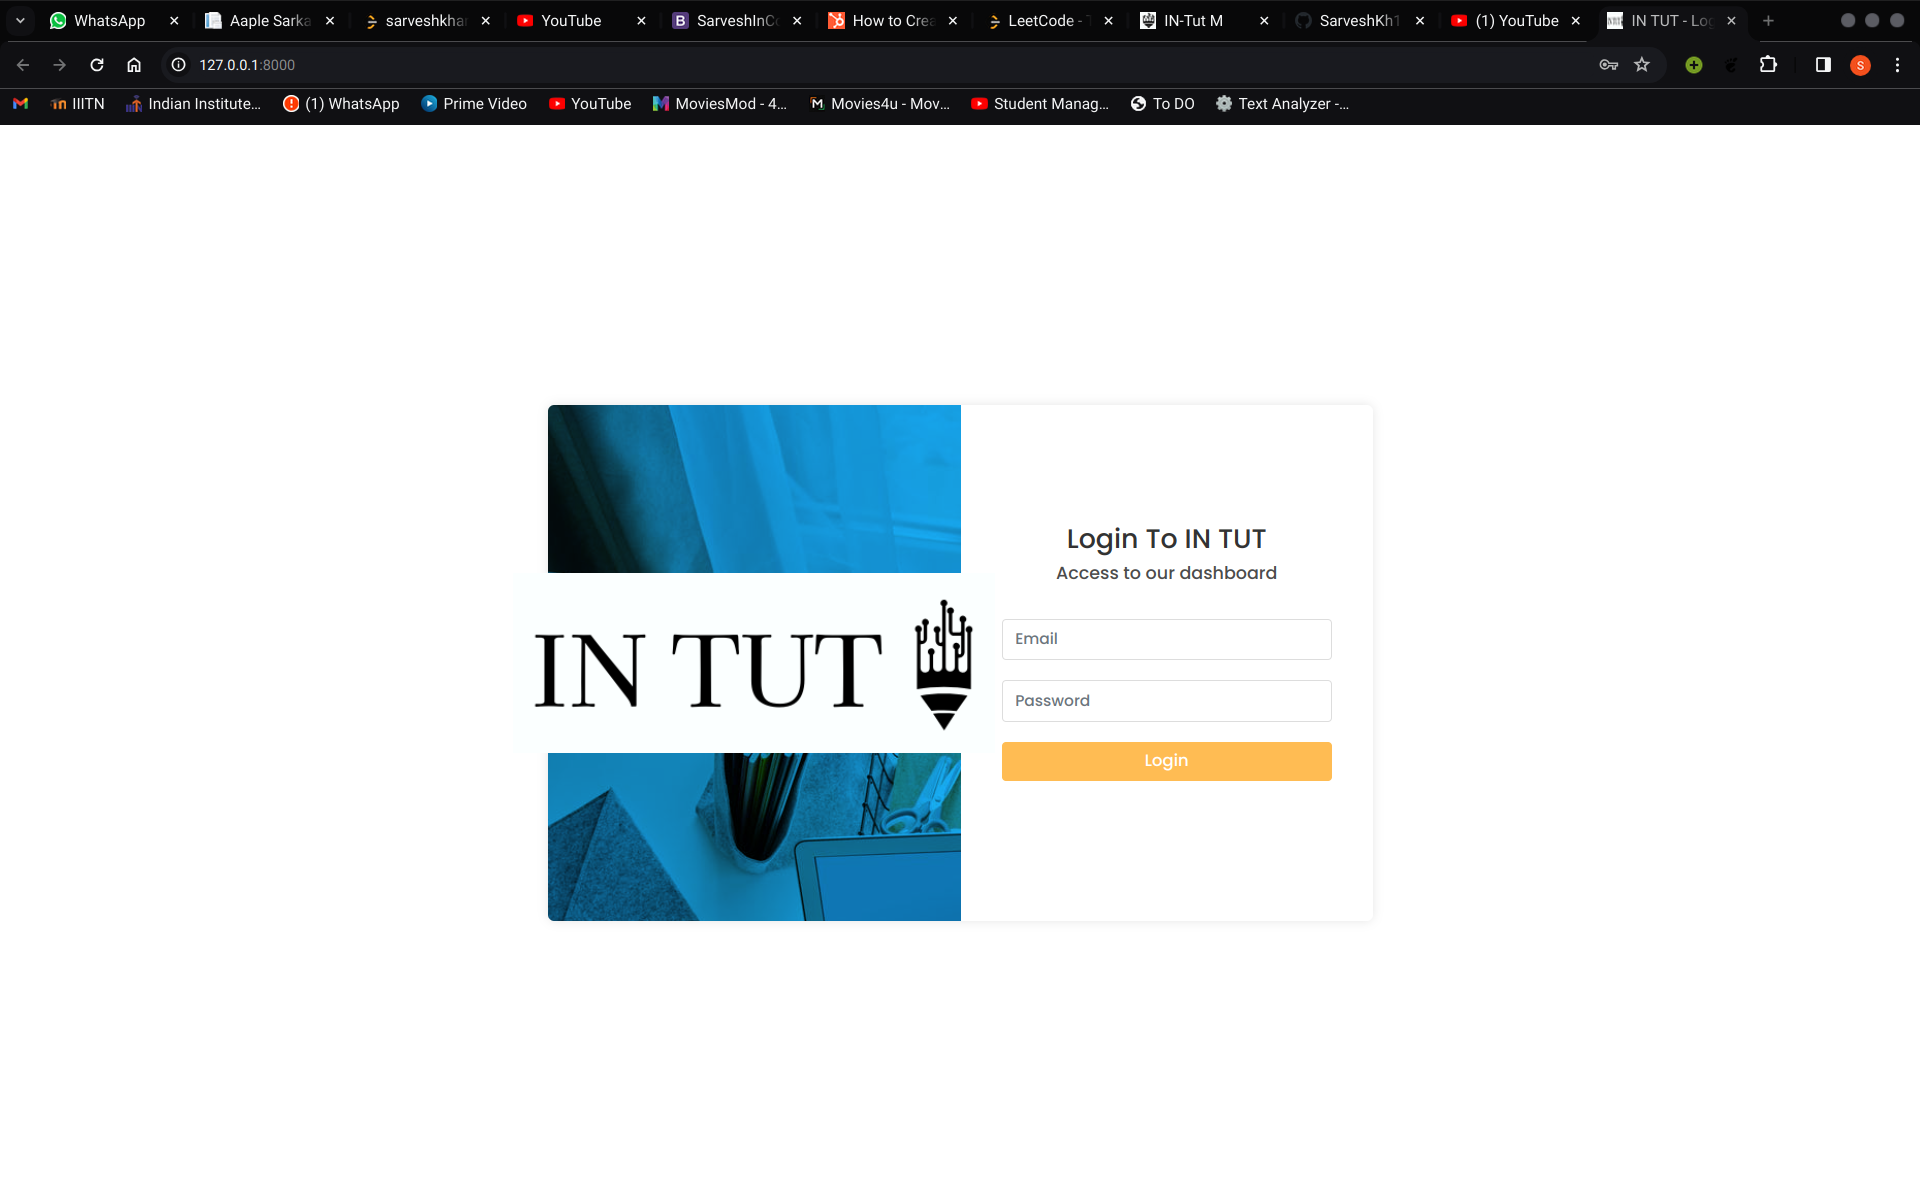 WhatsApp
Aaple Sarka
sarveshkha
YouTube
SarveshInCo
How to Crea
LeetCode - T
IN-Tut M
SarveshKh1
(1) YouTube
IN TUT - Log
127.0.0.1:8000
S
IIITN
Indian Institute...
(1) WhatsApp
Prime Video
YouTube
MoviesMod - 4...
Movies4u - Mov...
Student Manag...
To DO
Text Analyzer -...
IN TUT
Login To IN TUT
Access to our dashboard
Email
Password
Login